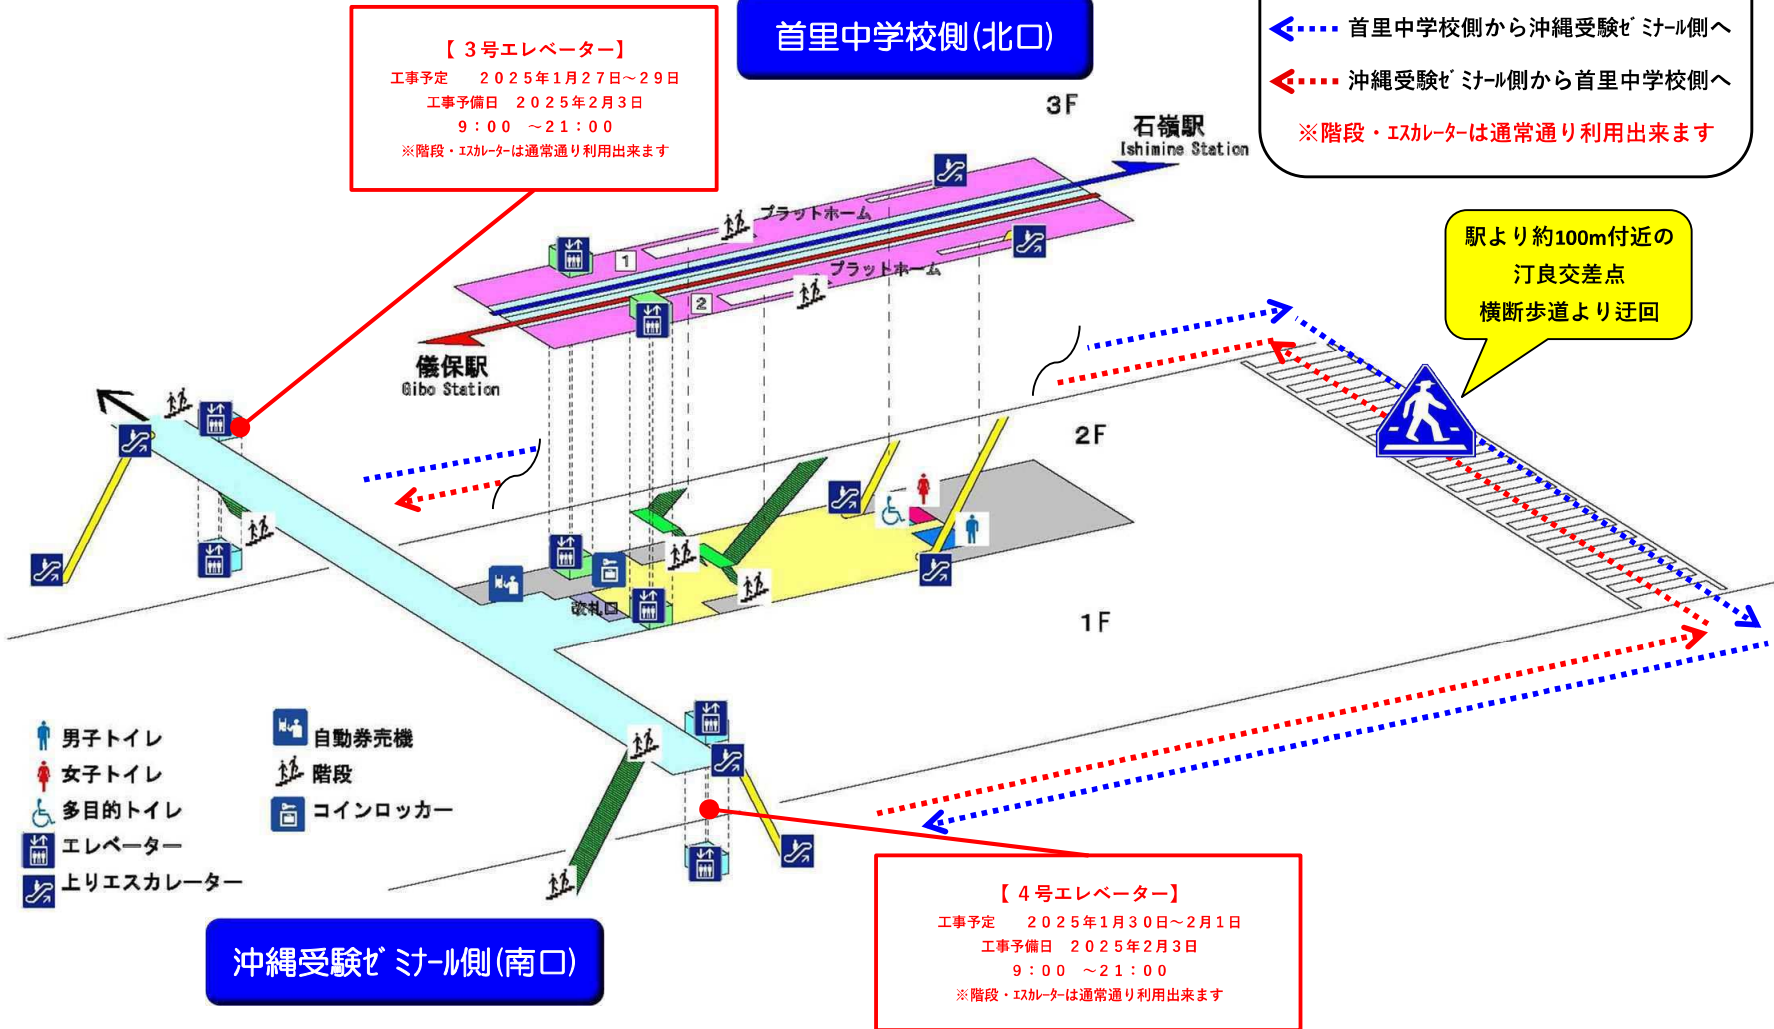 【 3号エレベーター】
工事予定　2025年1月27日～29日
工事予備日　2025年2月3日
9：00　～21：00
※階段・ｴｽｶﾚｰﾀｰは通常通り利用出来ます
首里中学校側(北口)
首里中学校側から沖縄受験ｾﾞﾐﾅｰﾙ側へ
沖縄受験ｾﾞﾐﾅｰﾙ側から首里中学校側へ
※階段・ｴｽｶﾚｰﾀｰは通常通り利用出来ます
3F
石嶺駅
Ishimine Station
プラットホーム
1
プラットホーム
2
儀保駅
Gibo Station
駅より約100m付近の
汀良交差点
横断歩道より迂回
2F
改札口
1F
男子トイレ
女子トイレ
多目的トイレ
エレベーター
上りエスカレーター
自動券売機
階段
コインロッカー
沖縄受験ｾﾞﾐﾅｰﾙ側(南口)
【 4号エレベーター】
工事予定　2025年1月30日～2月1日
工事予備日　2025年2月3日
9：00　～21：00
※階段・ｴｽｶﾚｰﾀｰは通常通り利用出来ます